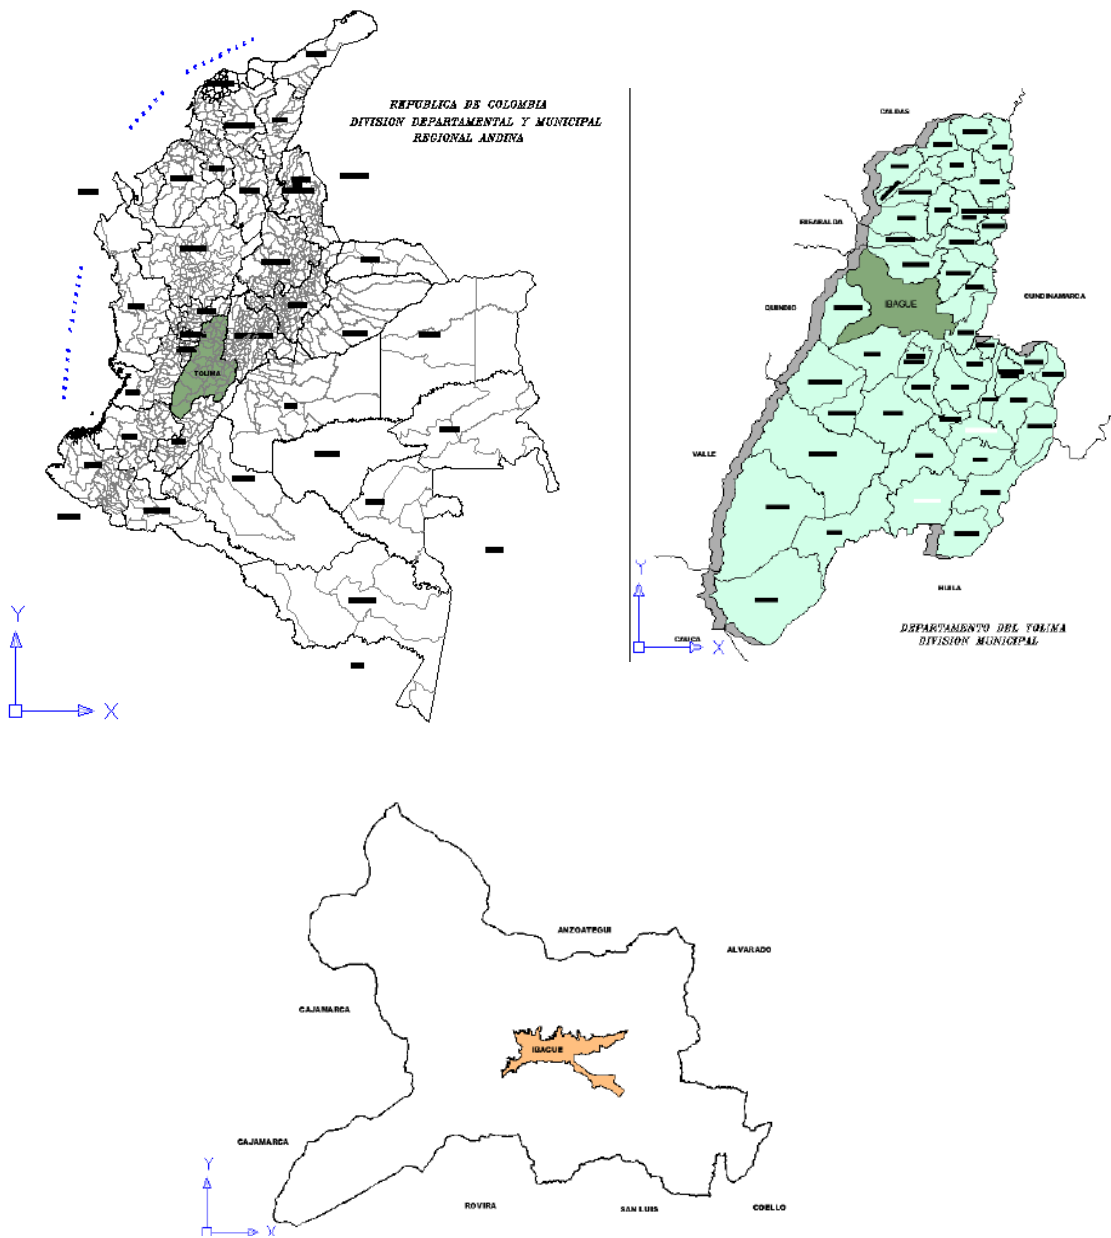 REPUBLICA DE COLOMBIA
DIVISION DEPARTAMENTAL Y MUNICIPAL
REGIONAL ANDINA
TOLIMA
Y
X
CALDAS
RISARALDA
QUINDIO
IBAGUE
CUNDINAMARCA
VALLE
HUILA
CAUCA
Y
X
DEPARTAMENTO DEL TOLIMA
DIVISION MUNICIPAL
ANZOATEGUI
ALVARADO
CAJAMARCA
IBAGUE
CAJAMARCA
Y
X
ROVIRA
SAN LUIS
COELLO